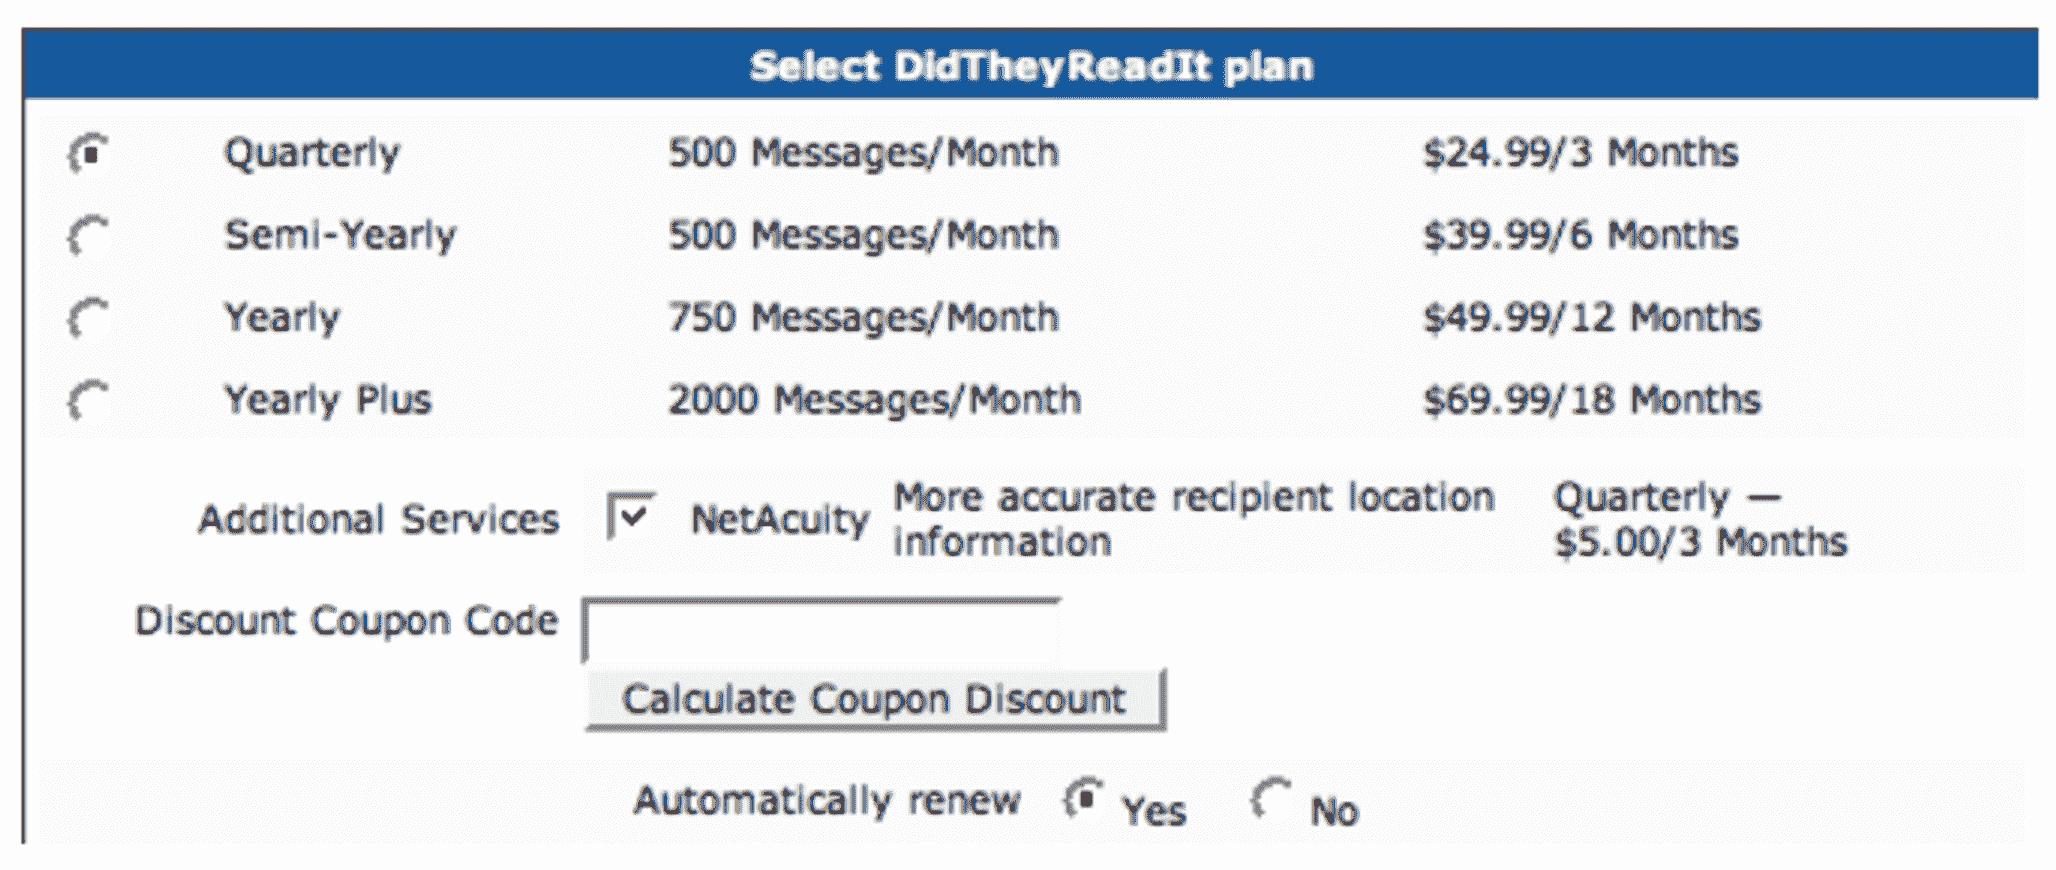 Select DidTheyReadIt plan
Quarterly 500 Messages/Month $24.99/3 Months
Semi-Yearly 500 Messages/Month $39.99/6 Months
Yearly 750 Messages/Month $49.99/12 Months
Yearly Plus 2000 Messages/Month $69.99/18 Months
Additional Services NetAcuity More accurate recipient location information Quarterly — $5.00/3 Months
Discount Coupon Code
Calculate Coupon Discount
Automatically renew Yes No